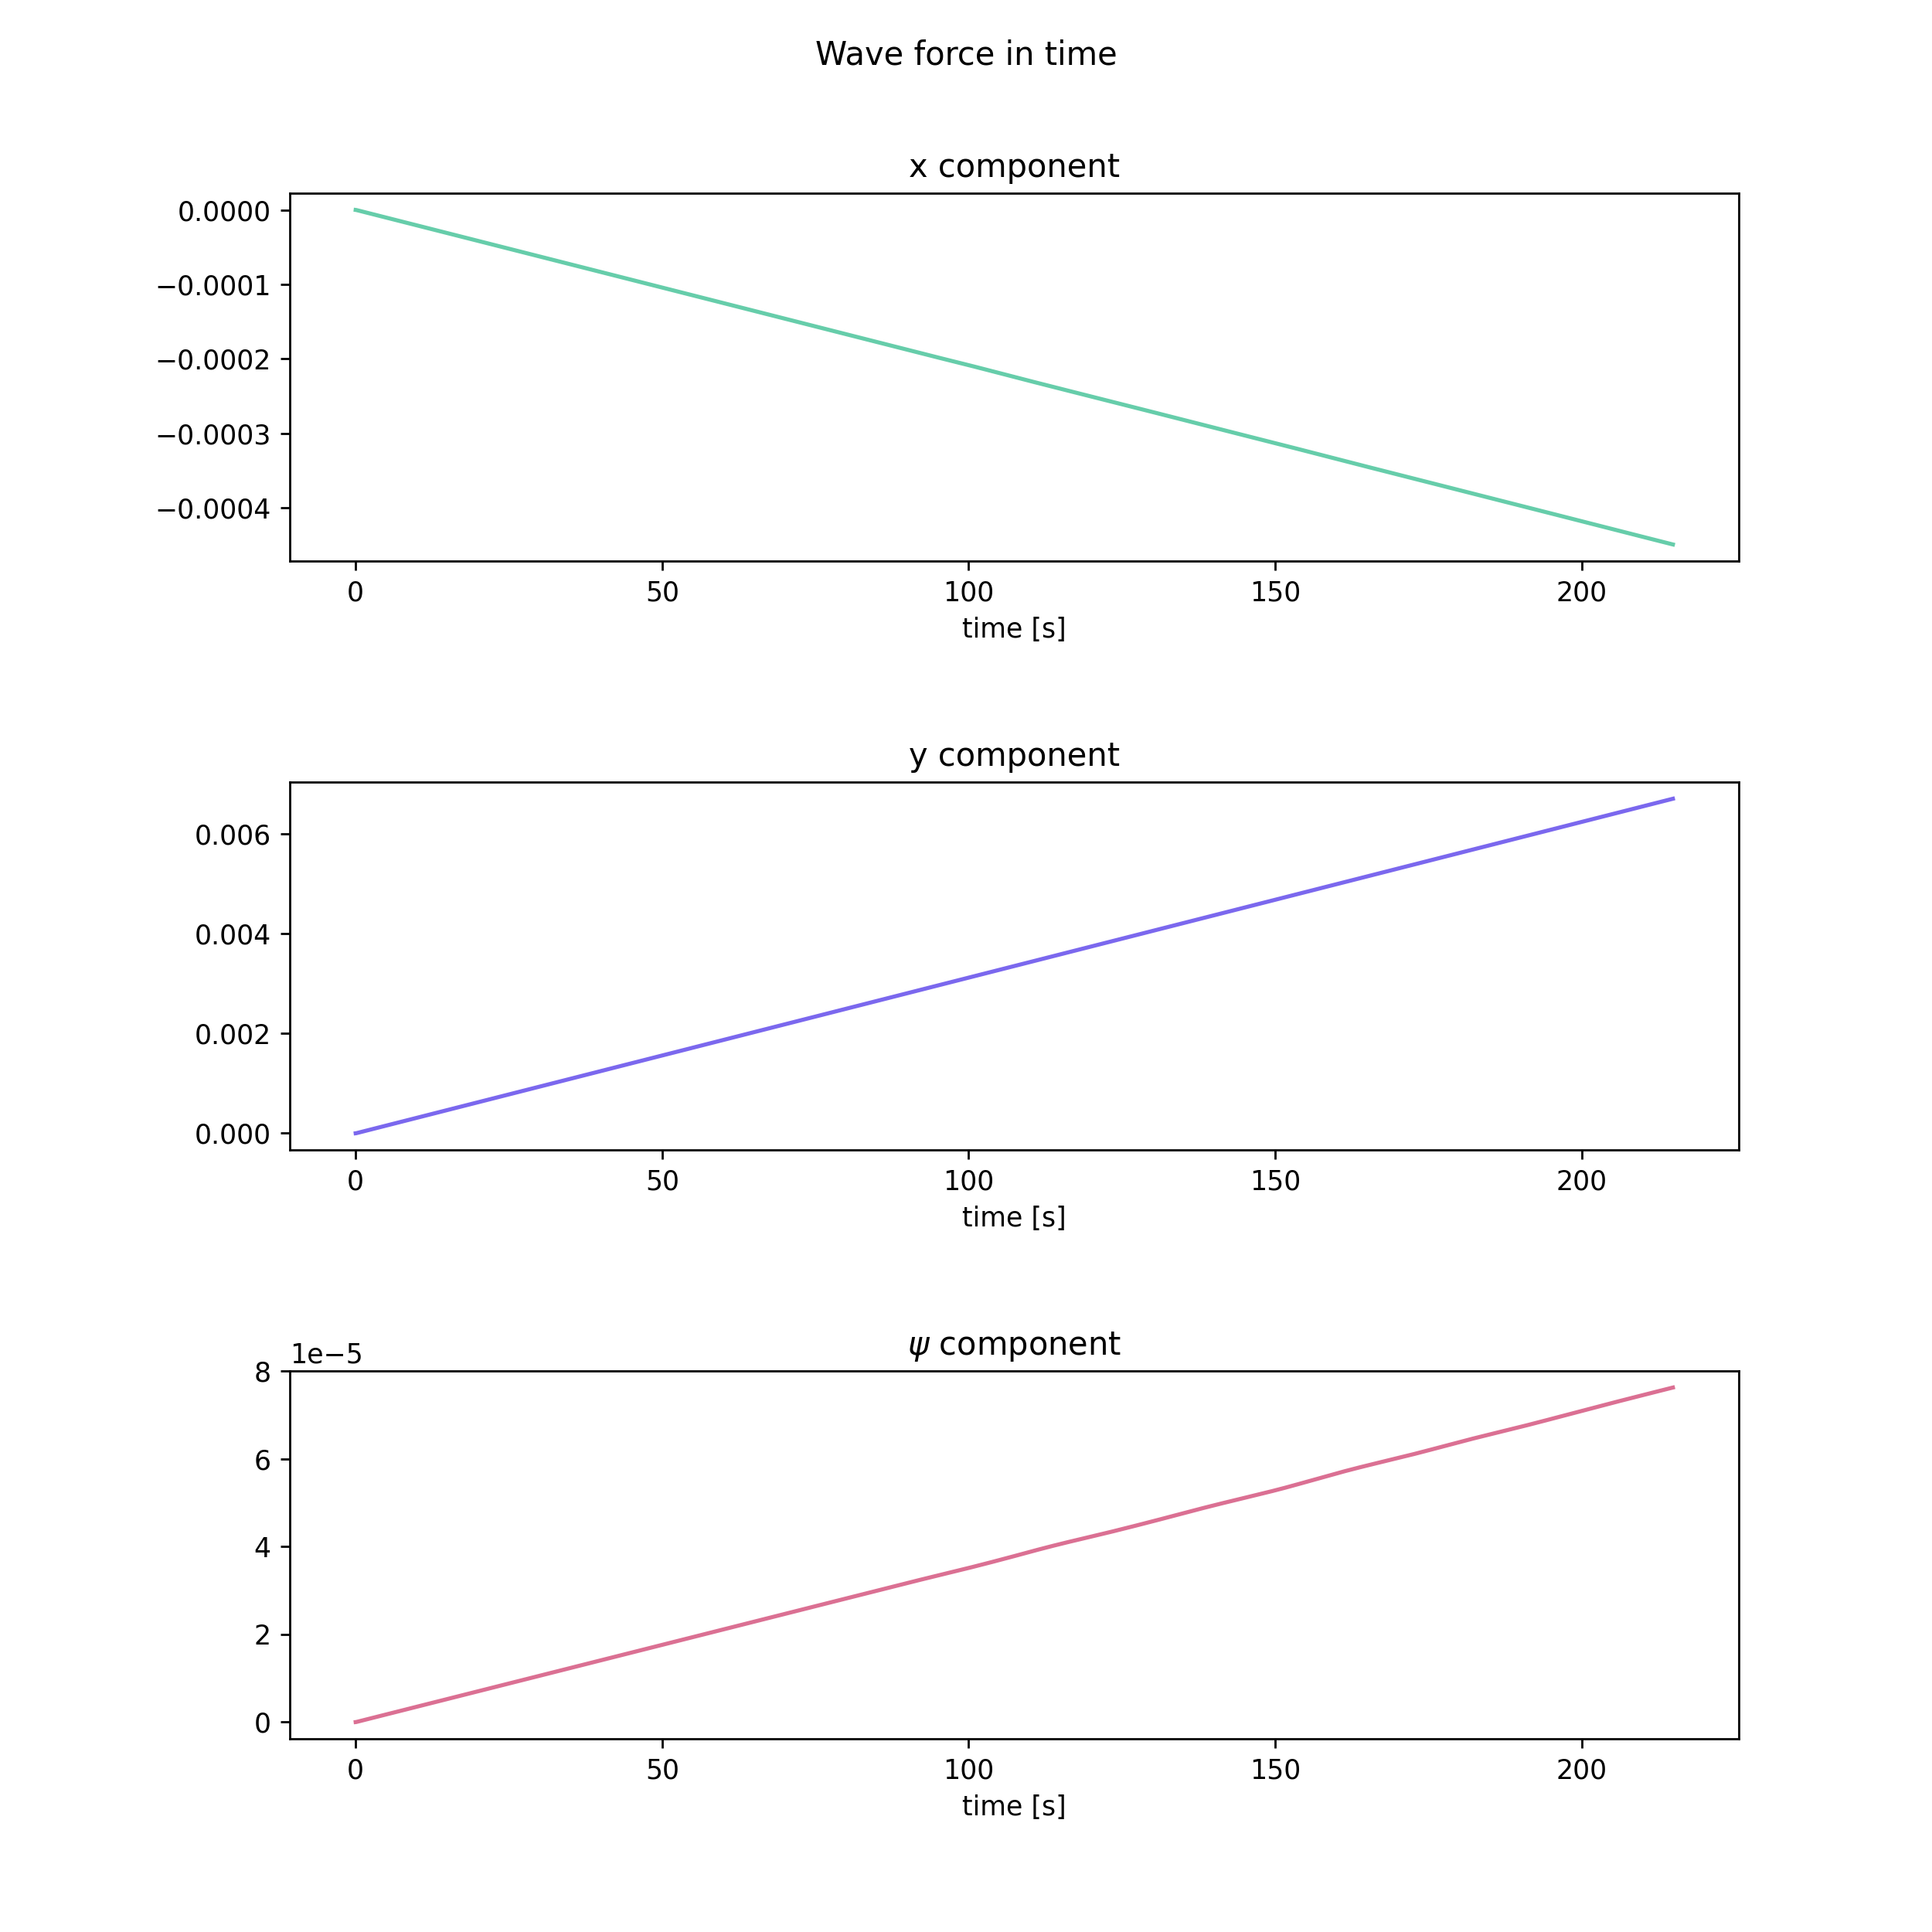 Wave force in time
x component
0.0000
−0.0001
−0.0002
−0.0003
−0.0004
0 50 100 150 200
time [s]
y component
0.006
0.004
0.002
0.000
0 50 100 150 200
time [s]
ψ component
1e−5
8
6
4
2
0
0 50 100 150 200
time [s]